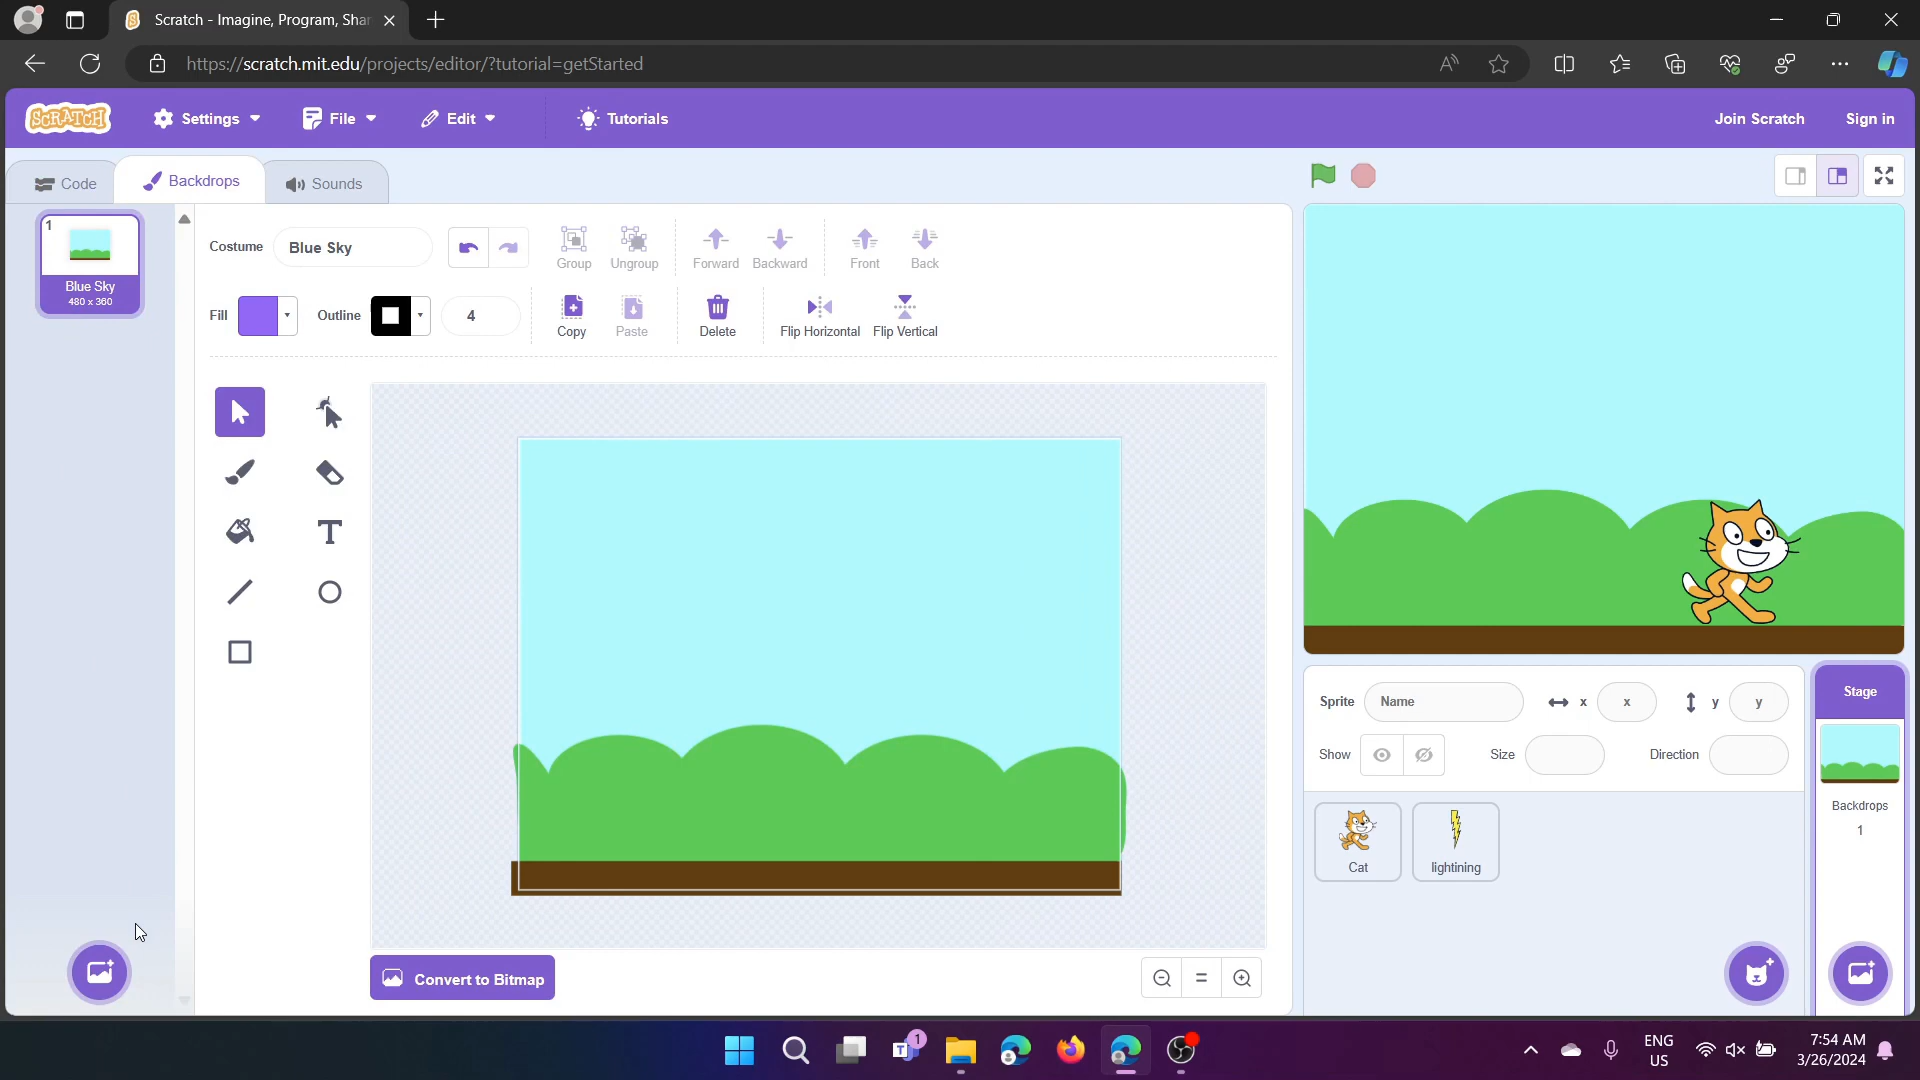 Scratch - Imagine, Program, Shar
https://scratch.mit.edu/projects/editor/?tutorial=getStarted
SCRATCH
Settings
File
Edit
Tutorials
Join Scratch
Sign in
Code
Backdrops
Sounds
1
Blue Sky
480 x 360
Costume
Blue Sky
Group
Ungroup
Forward
Backward
Front
Back
Fill
Outline
4
Copy
Paste
Delete
Flip Horizontal
Flip Vertical
T
Convert to Bitmap
Sprite
Name
x
x
y
y
Show
Size
Direction
Cat
lightining
Stage
Backdrops
1
1
ENG
US
7:54 AM
3/26/2024